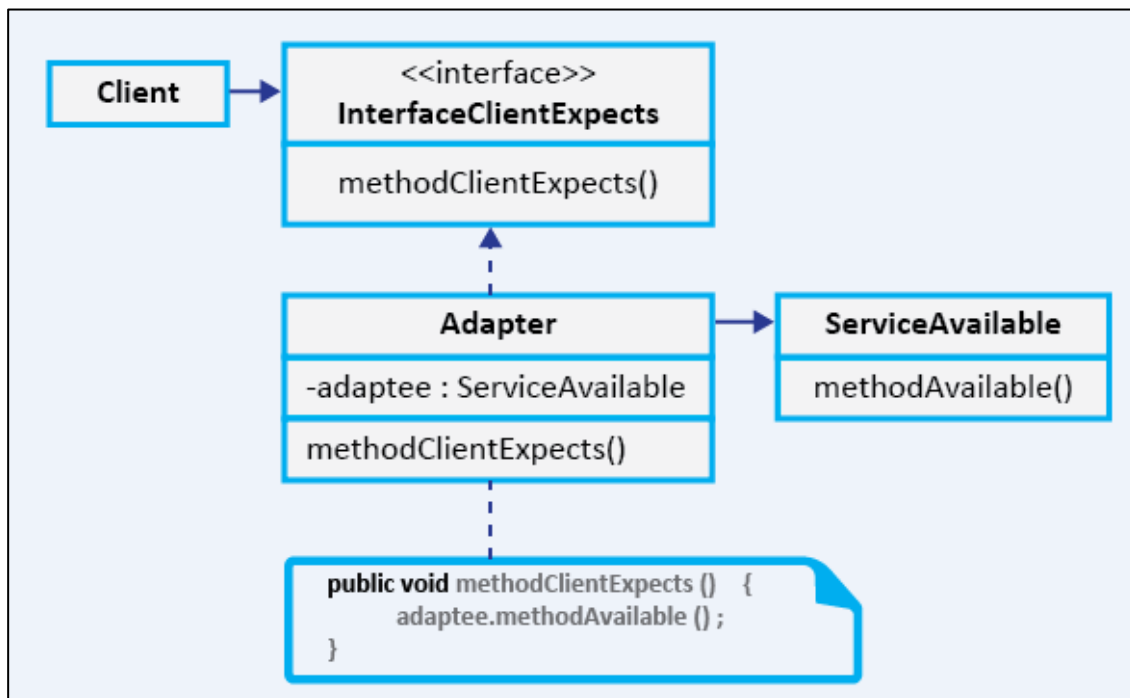 Client
<<interface>>
InterfaceClientExpects
methodClientExpects()
Adapter
-adaptee : ServiceAvailable
methodClientExpects()
ServiceAvailable
methodAvailable()
public void methodClientExpects () {
adaptee.methodAvailable () ;
}